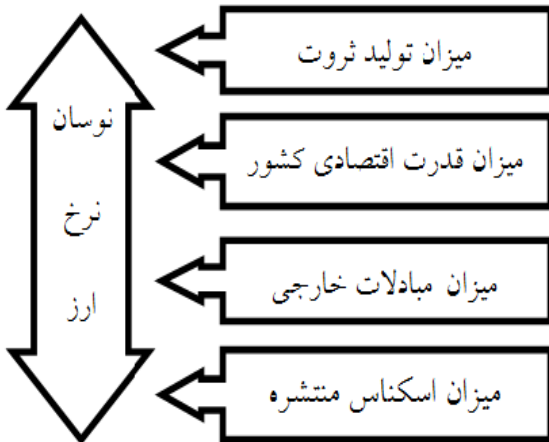 میزان تولید ثروت
میزان قدرت اقتصادی کشور
میزان مبادلات خارجی
میزان اسکناس منتشره
نوسان
نرخ
ارز